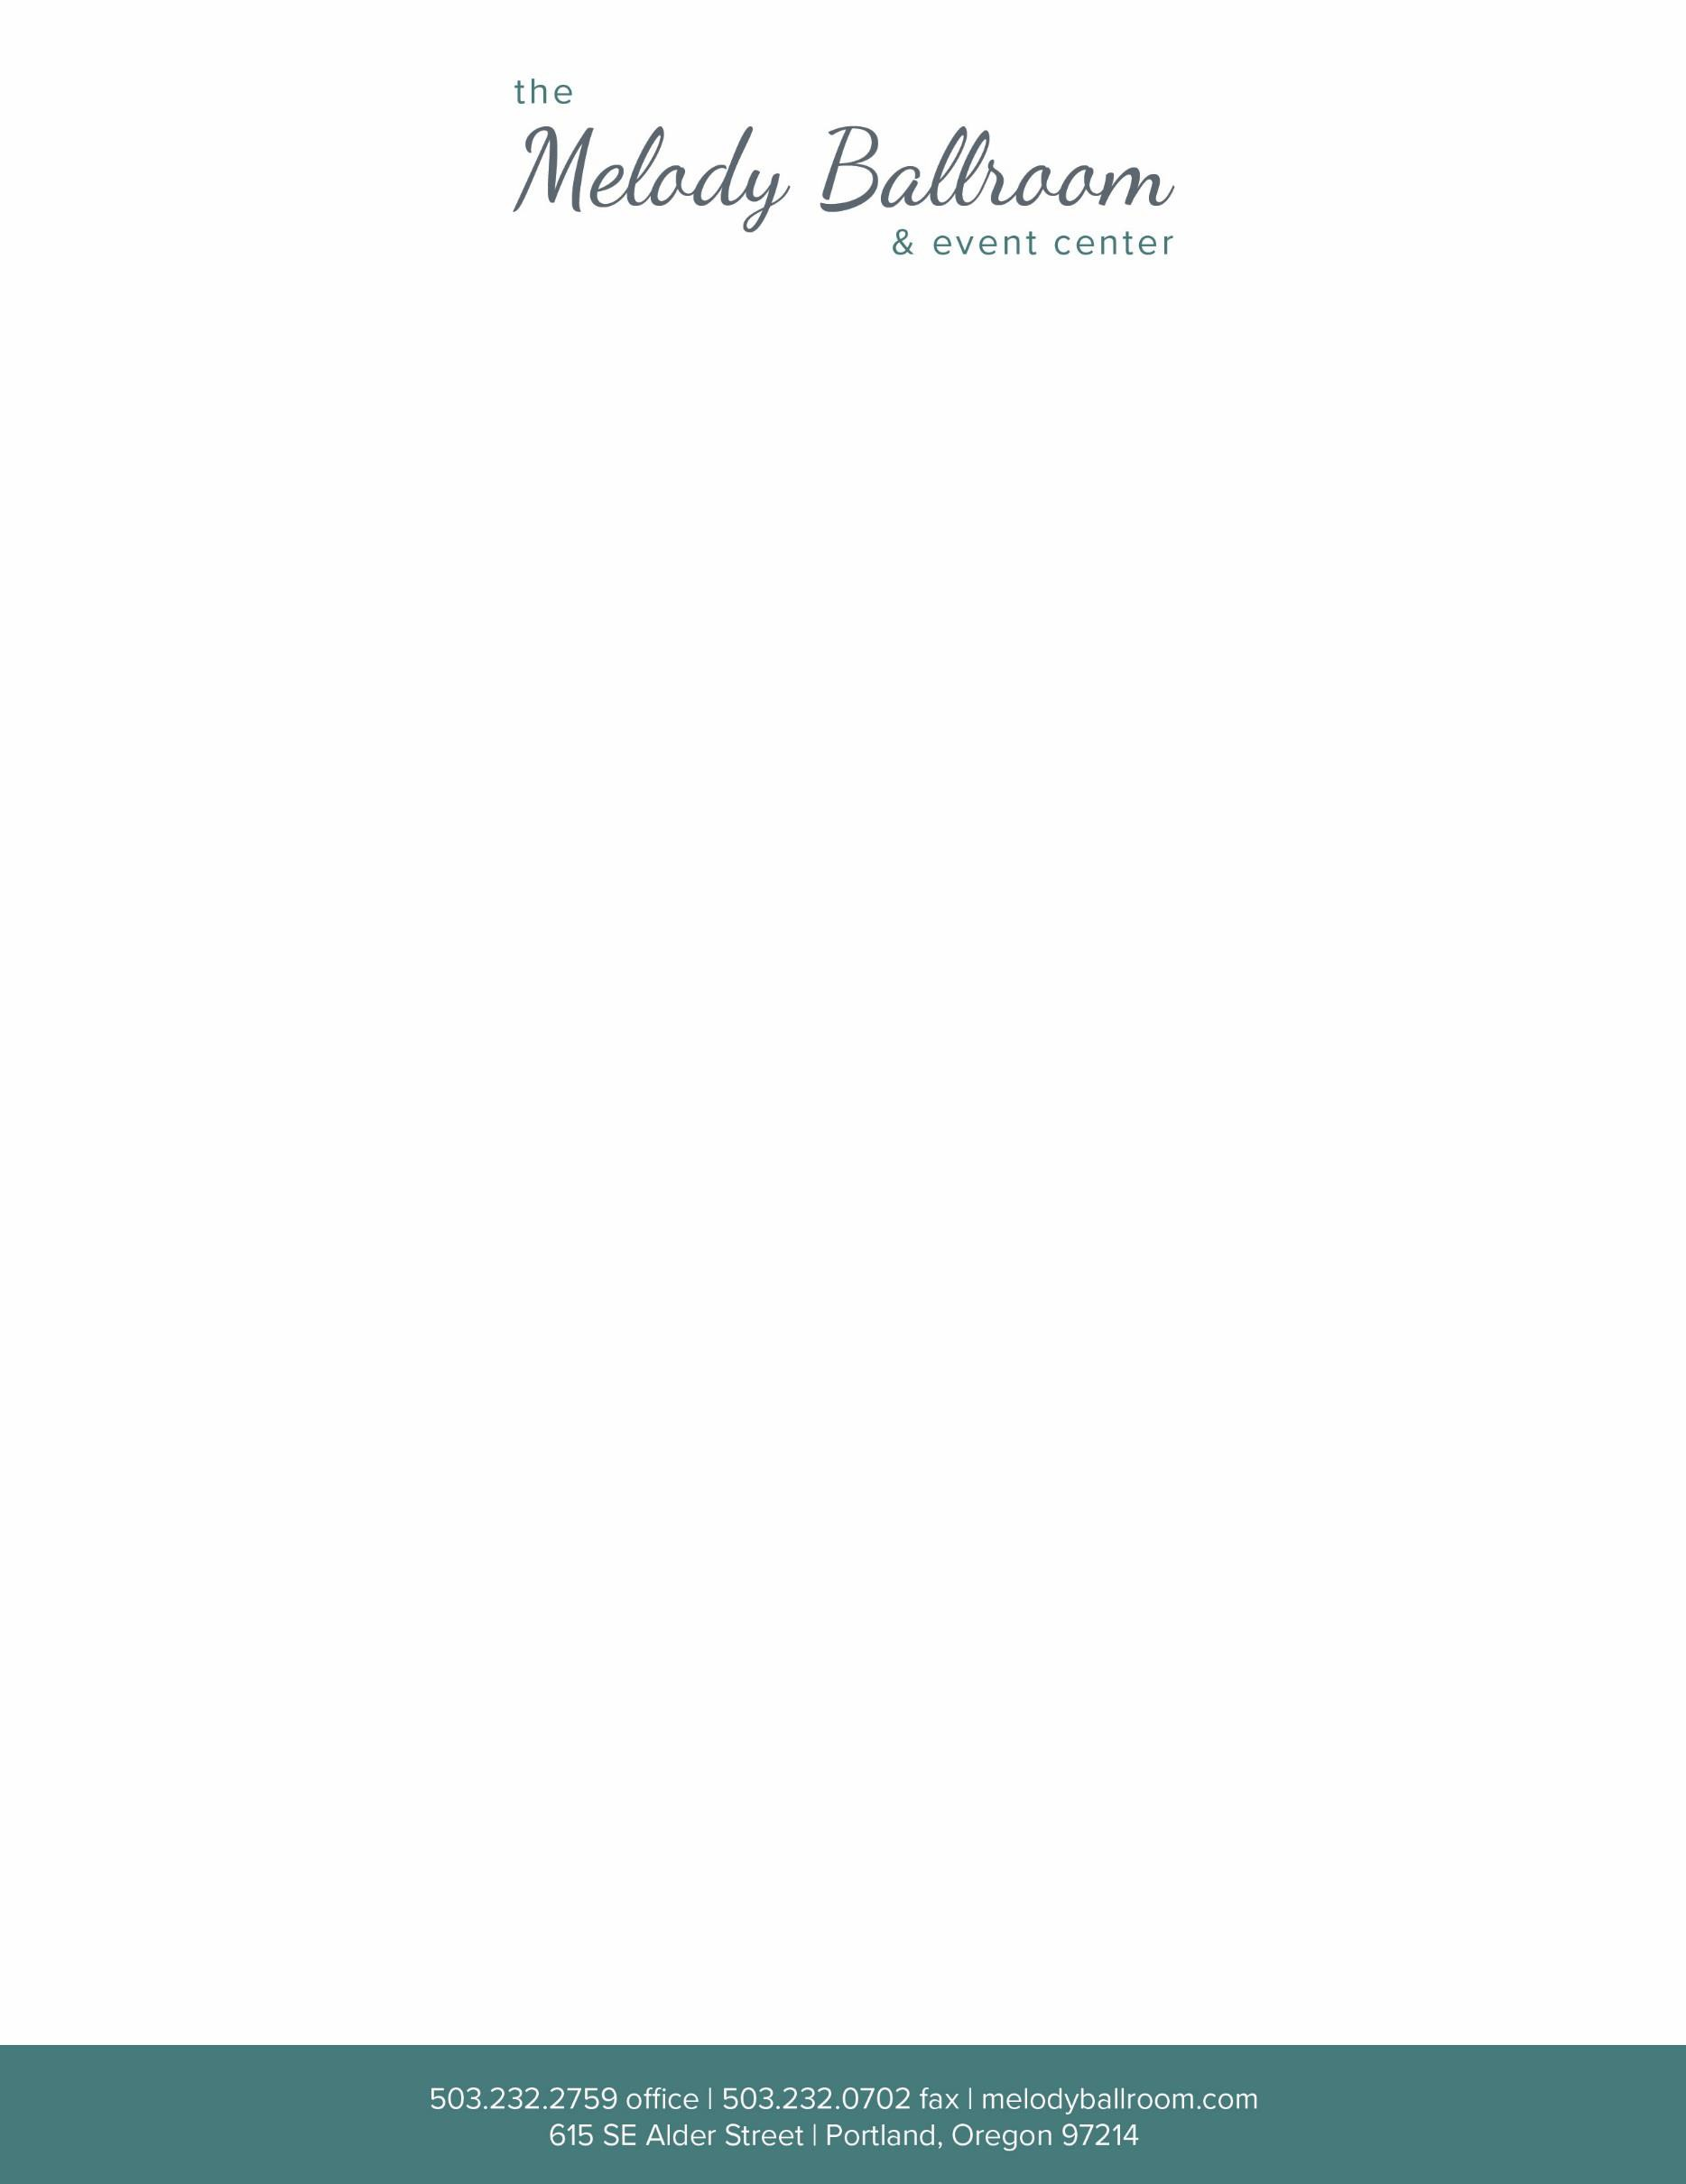 the
Melody Ballroom
& event center
503.232.2759 office | 503.232.0702 fax | melodyballroom.com
615 SE Alder Street | Portland, Oregon 97214